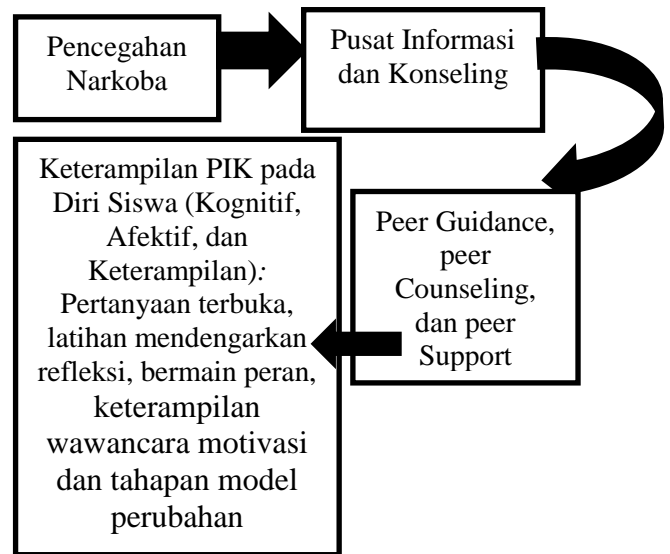 Pencegahan
Narkoba
Pusat Informasi
dan Konseling
Peer Guidance,
peer
Counseling,
dan peer
Support
Keterampilan PIK pada
Diri Siswa (Kognitif,
Afektif, dan
Keterampilan):
Pertanyaan terbuka,
latihan mendengarkan
refleksi, bermain peran,
keterampilan
wawancara motivasi
dan tahapan model
perubahan